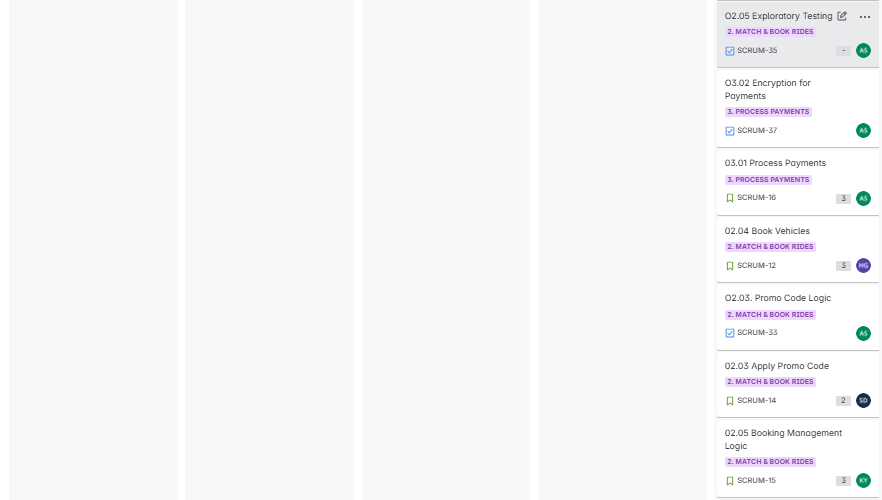 O2.05 Exploratory Testing
2. MATCH & BOOK RIDES
SCRUM-35
-
AS
O3.02 Encryption for
Payments
3. PROCESS PAYMENTS
SCRUM-37
AS
03.01 Process Payments
3. PROCESS PAYMENTS
SCRUM-16
3
AS
02.04 Book Vehicles
2. MATCH & BOOK RIDES
SCRUM-12
3
HG
O2.03. Promo Code Logic
2. MATCH & BOOK RIDES
SCRUM-33
AS
02.03 Apply Promo Code
2. MATCH & BOOK RIDES
SCRUM-14
2
SD
02.05 Booking Management
Logic
2. MATCH & BOOK RIDES
SCRUM-15
3
KY